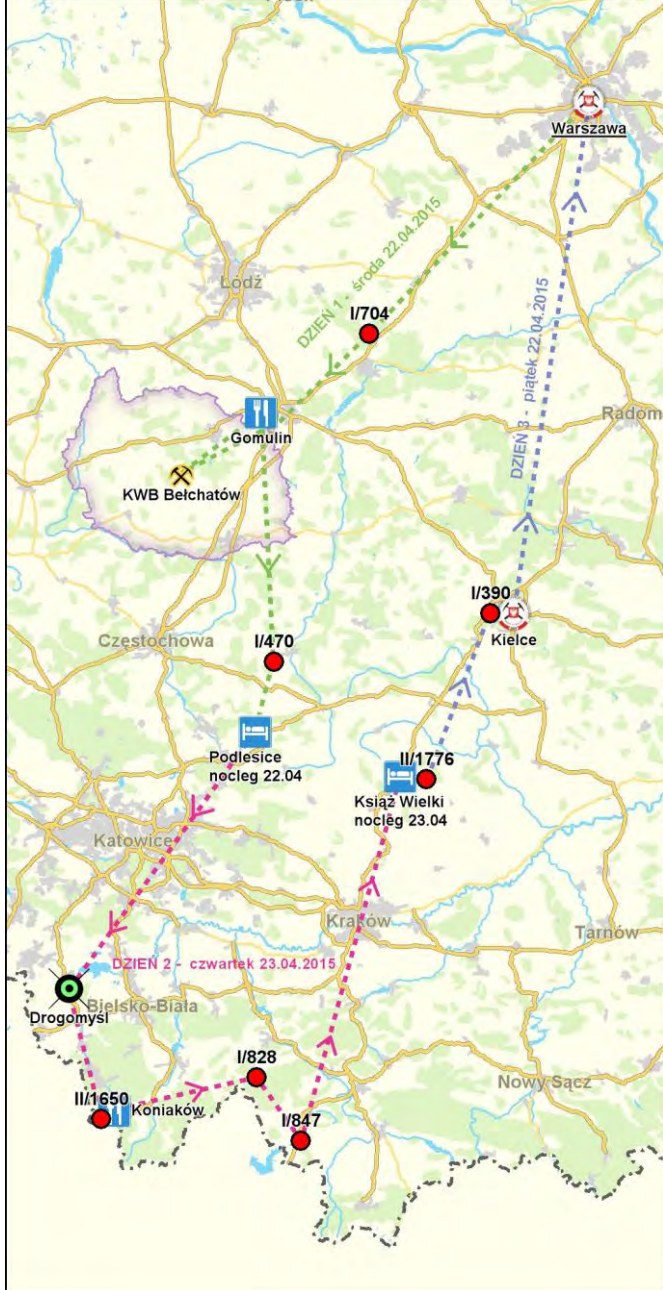 Warszawa
DZIEŃ 1 - środa 22.04.2015
Łódź
I/704
DZIEŃ 3 - piątek 22.04.2015
Gomulin
Radom
KWB Bełchatów
I/390
Kielce
Częstochowa
I/470
Podlesice
nocleg 22.04
II/1776
Książ Wielki
nocleg 23.04
Katowice
Kraków
Tarnów
DZIEŃ 2 - czwartek 23.04.2015
Drogomyśl
Bielsko-Biała
I/828
Nowy Sącz
II/1650
Koniaków
I/847